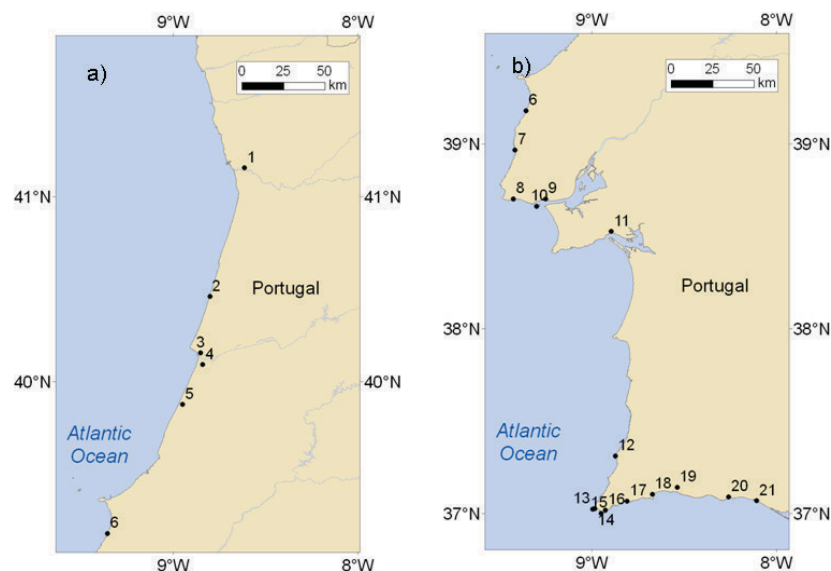 9°W 8°W
a)
0 25 50
km
1
41°N 41°N
2
Portugal
3
4
40°N 40°N
5
Atlantic
Ocean
6
9°W 8°W
9°W 8°W
b)
0 25 50
km
6
39°N 39°N
7
8 9
10
11
Portugal
38°N 38°N
Atlantic
Ocean
12
13 15 16 17 18 19 20 21
14
37°N 37°N
9°W 8°W